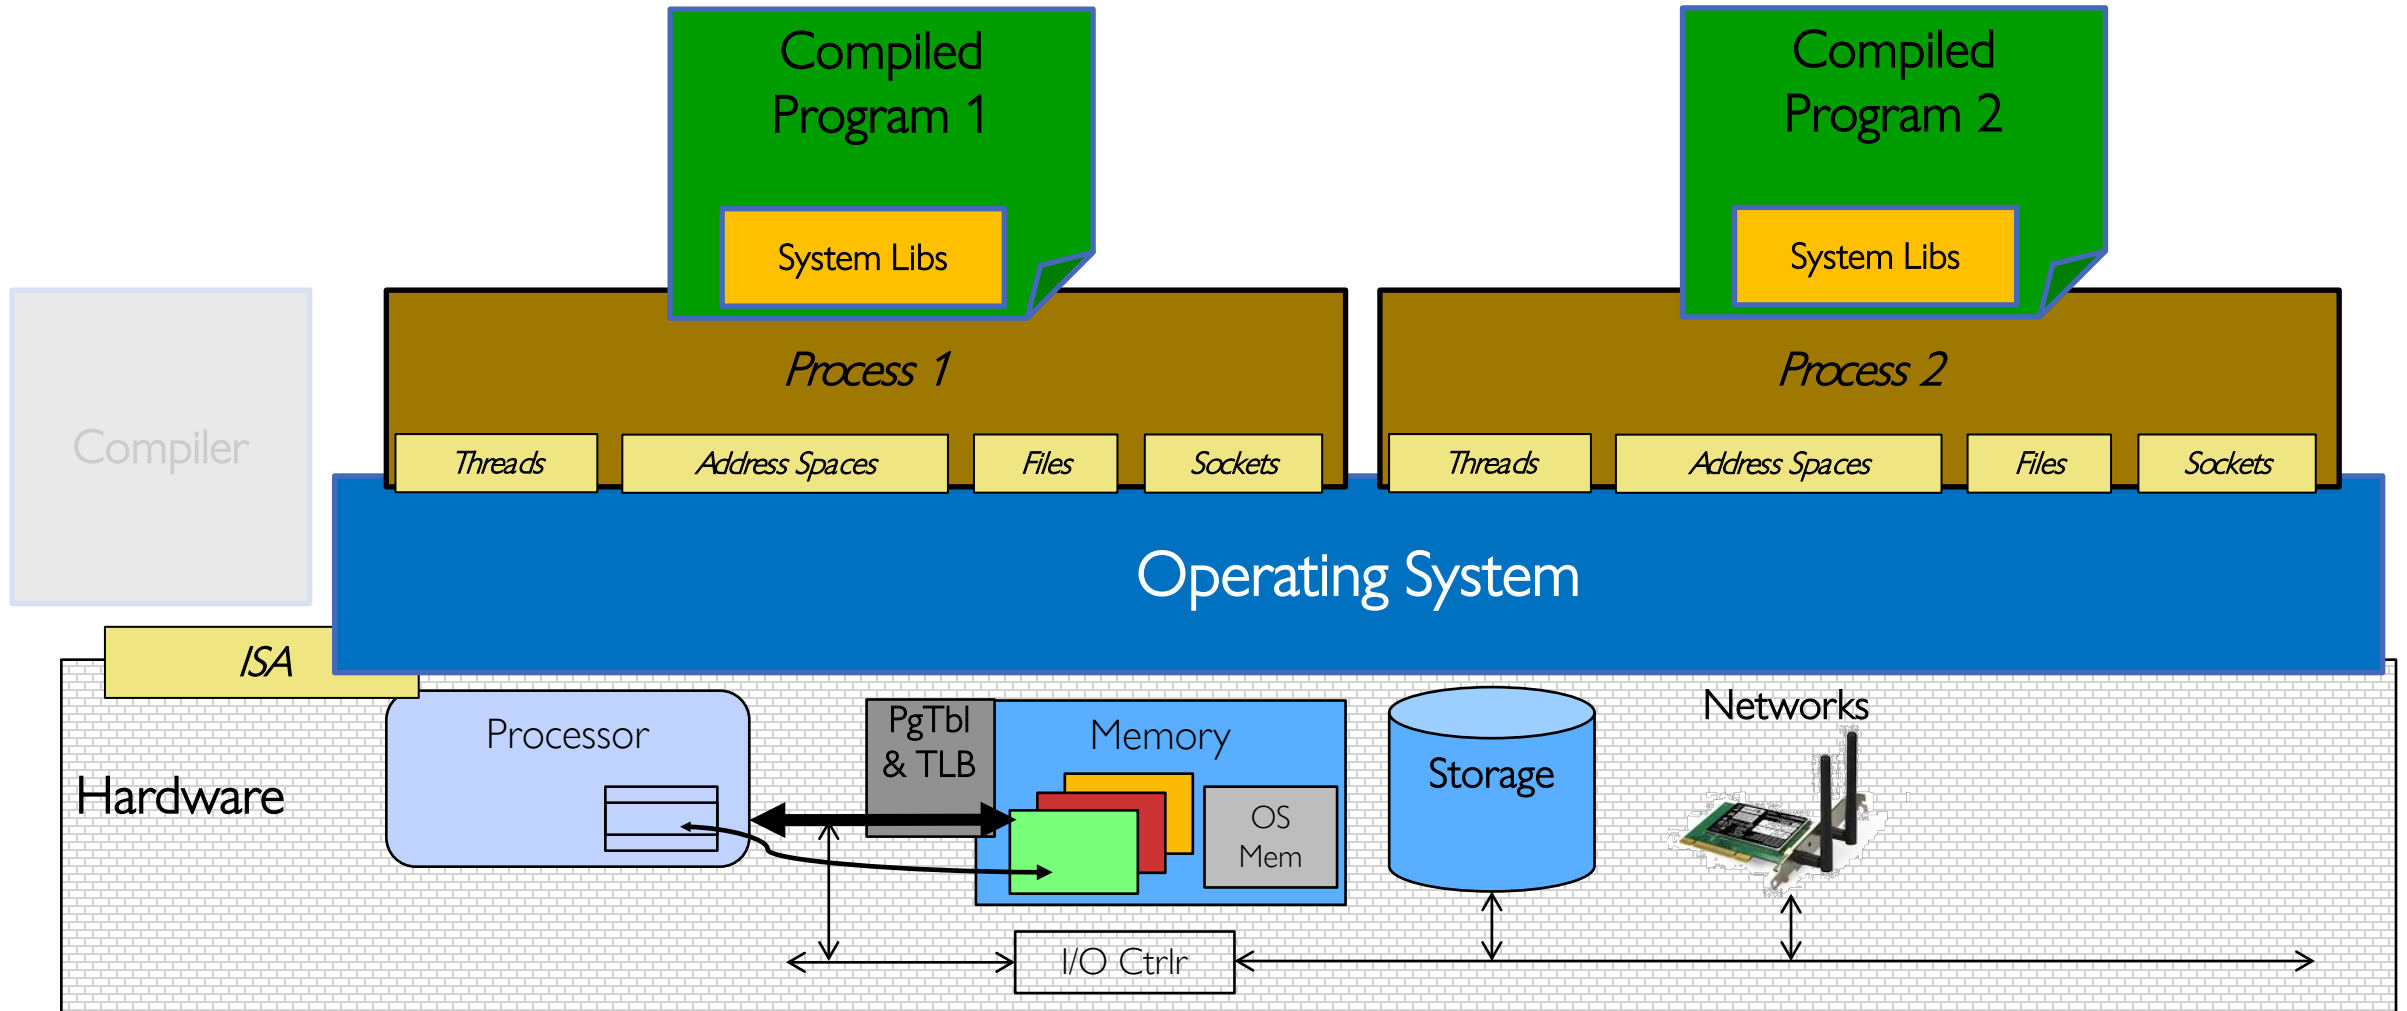 Compiled
Program 1
System Libs
Compiled
Program 2
System Libs
Compiler
Process 1
Threads
Address Spaces
Files
Sockets
Process 2
Threads
Address Spaces
Files
Sockets
Operating System
ISA
Hardware
Processor
PgTbl
& TLB
Memory
OS
Mem
Storage
Networks
I/O Ctrlr